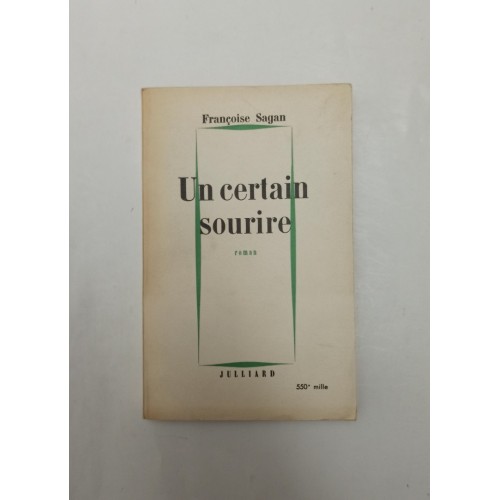 Françoise Sagan
Un certain
sourire
roman
JULLIARD
550e mille